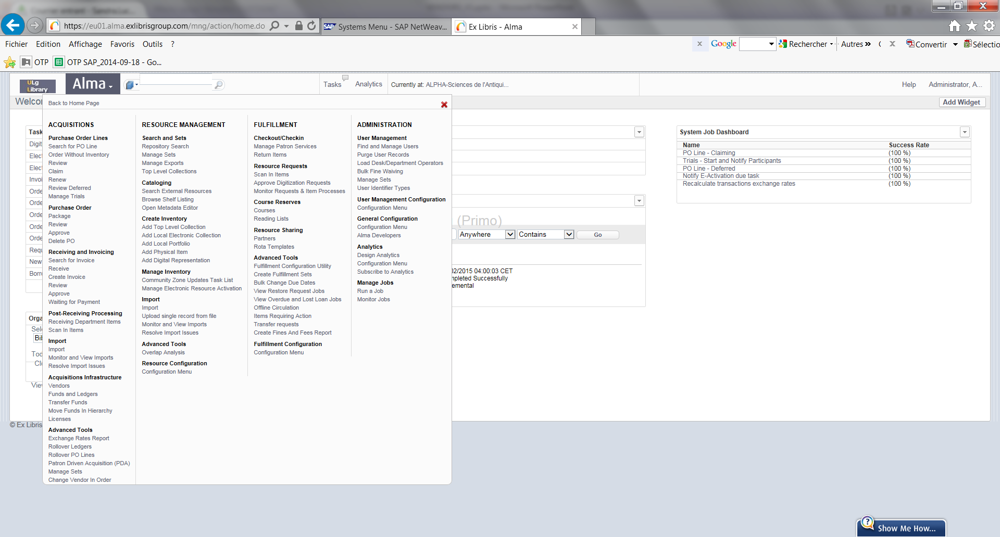 https://eu01.alma.exlibrisgroup.com/mng/action/home.do
SAP Systems Menu - SAP NetWeav...
Ex Libris - Alma
Fichier Edition Affichage Favoris Outils ?
x Google Rechercher Autres » X Convertir Sélectio
OTP OTP SAP_2014-09-18 - Go...
ULg Library
Alma
Tasks Analytics Currently at: ALPHA-Sciences de l'Antiqui...
Help Administrator, A...
Welco
Add Widget
Back to Home Page
ACQUISITIONS
Purchase Order Lines
Search for PO Line
Order Without Inventory
Review
Claim
Renew
Review Deferred
Manage Trials
Purchase Order
Package
Review
Approve
Delete PO
Receiving and Invoicing
Search for Invoice
Receive
Create Invoice
Review
Approve
Waiting for Payment
Post-Receiving Processing
Receiving Department Items
Scan In Items
Import
Import
Monitor and View Imports
Resolve Import Issues
Acquisitions Infrastructure
Vendors
Funds and Ledgers
Transfer Funds
Move Funds In Hierarchy
Licenses
Advanced Tools
Exchange Rates Report
Rollover Ledgers
Rollover PO Lines
Patron Driven Acquisition (PDA)
Manage Sets
Change Vendor In Order
RESOURCE MANAGEMENT
Search and Sets
Repository Search
Manage Sets
Manage Exports
Top Level Collections
Cataloging
Search External Resources
Browse Shelf Listing
Open Metadata Editor
Create Inventory
Add Top Level Collection
Add Local Electronic Collection
Add Local Portfolio
Add Physical Item
Add Digital Representation
Manage Inventory
Community Zone Updates Task List
Manage Electronic Resource Activation
Import
Import
Upload single record from file
Monitor and View Imports
Resolve Import Issues
Advanced Tools
Overlap Analysis
Resource Configuration
Configuration Menu
FULFILLMENT
Checkout/Checkin
Manage Patron Services
Return Items
Resource Requests
Scan In Items
Approve Digitization Requests
Monitor Requests & Item Processes
Course Reserves
Courses
Reading Lists
Resource Sharing
Partners
Rota Templates
Advanced Tools
Fulfillment Configuration Utility
Create Fulfillment Sets
Bulk Change Due Dates
View Restore Request Jobs
View Overdue and Lost Loan Jobs
Offline Circulation
Items Requiring Action
Transfer requests
Create Fines And Fees Report
Fulfillment Configuration
Configuration Menu
ADMINISTRATION
User Management
Find and Manage Users
Purge User Records
Load Desk/Department Operators
Bulk Fine Waiving
Manage Sets
User Identifier Types
User Management Configuration
Configuration Menu
General Configuration
Configuration Menu
Alma Developers
Analytics
Design Analytics
Configuration Menu
Subscribe to Analytics
Manage Jobs
Run a Job
Monitor Jobs
Task
Digit
Elect
Elect
Invoi
Orde
Orde
Orde
Orde
Orde
Requ
New
Borro
Orga
Sele
Bib
Tod
Clo
View
(Primo)
Anywhere Contains Go
02/2015 04:00:03 CET
mpleted Successfully
emental
System Job Dashboard
Name Success Rate
PO Line - Claiming (100 %)
Trials - Start and Notify Participants (100 %)
PO Line - Deferred (100 %)
Notify E-Activation due task (100 %)
Recalculate transactions exchange rates (100 %)
© Ex Libris
? Show Me How...